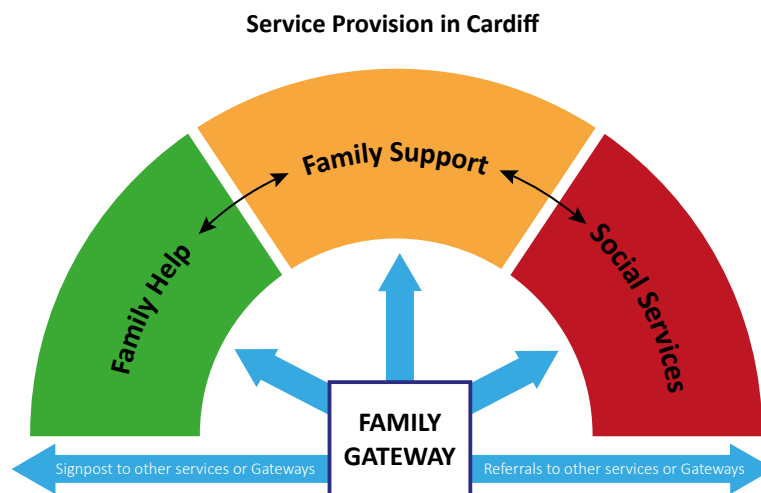 Service Provision in Cardiff
Family Help
Family Support
Social Services
FAMILY
GATEWAY
Signpost to other services or Gateways
Referrals to other services or Gateways